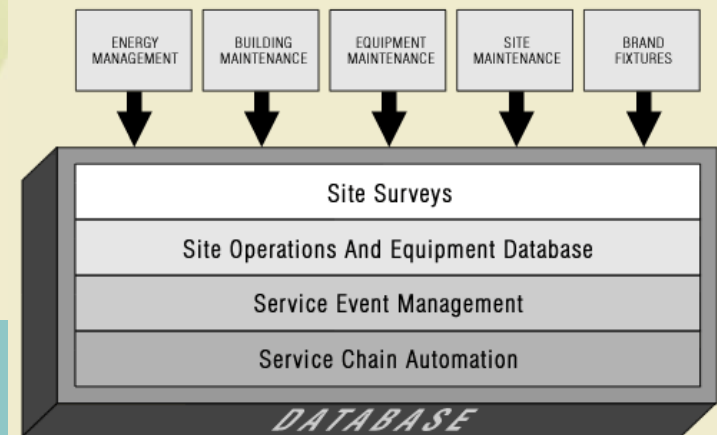 ENERGY
MANAGEMENT
BUILDING
MAINTENANCE
EQUIPMENT
MAINTENANCE
SITE
MAINTENANCE
BRAND
FIXTURES
Site Surveys
Site Operations And Equipment Database
Service Event Management
Service Chain Automation
DATABASE